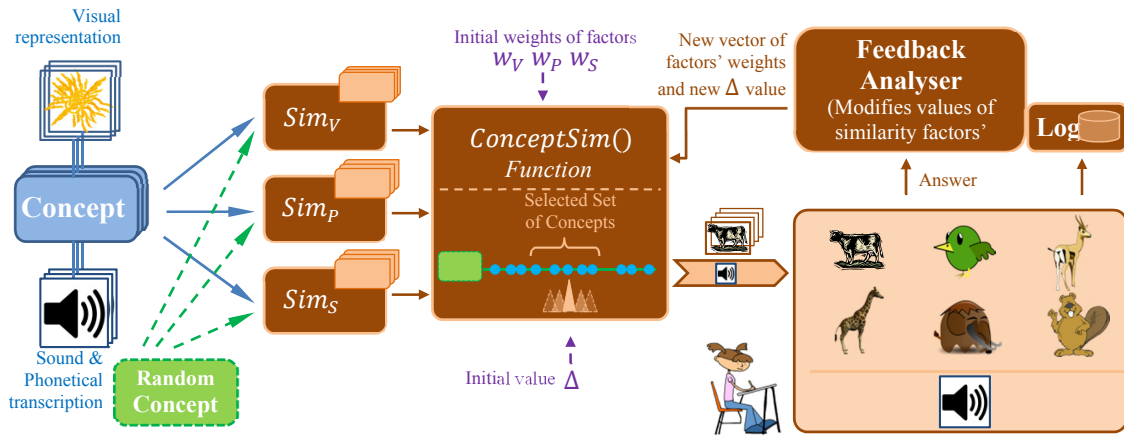 Visual
representation
Concept
Sound &
Phonetical
transcription
Random
Concept
Sim_V
Sim_P
Sim_S
Initial weights of factors
w_V w_P w_S
ConceptSim()
Function
Selected Set
of Concepts
Initial value Δ
New vector of
factors' weights
and new Δ value
Feedback
Analyser
(Modifies values of
similarity factors'
Log
Answer